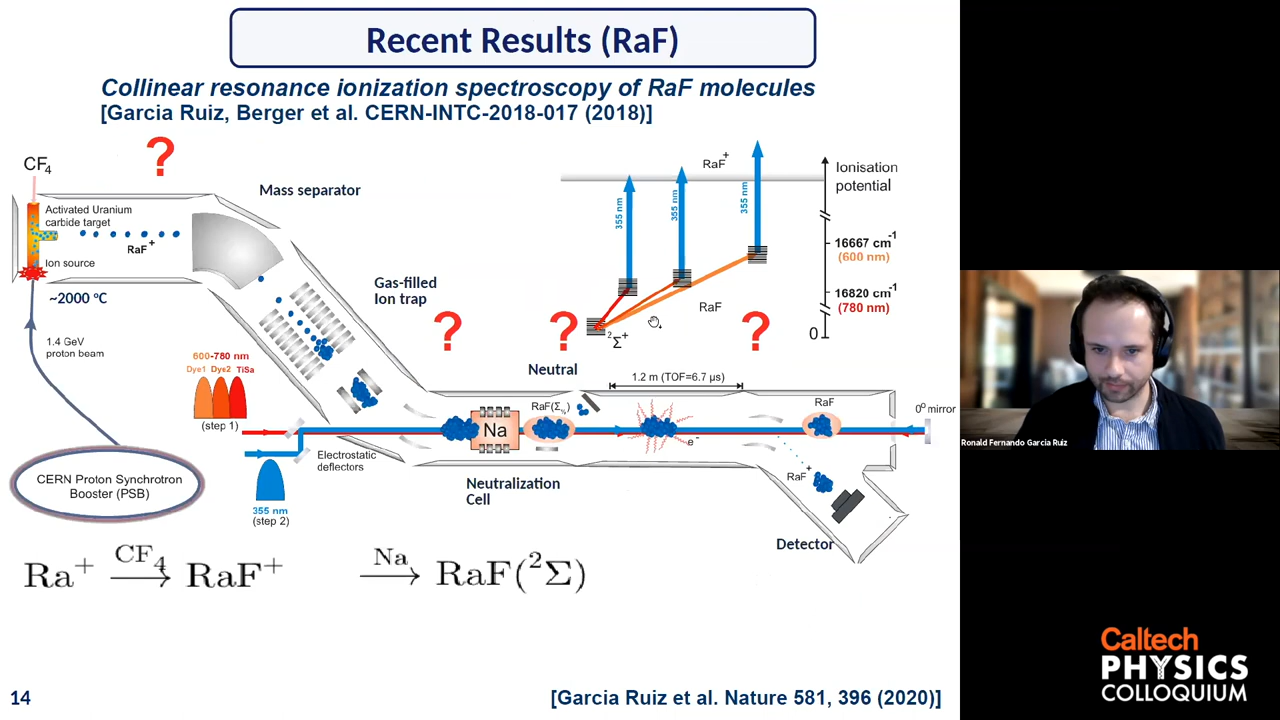 Recent Results (RaF)
Collinear resonance ionization spectroscopy of RaF molecules
[Garcia Ruiz, Berger et al. CERN-INTC-2018-017 (2018)]
?
CF4
Mass separator
Activated Uranium
carbide target
RaF+
Ion source
~2000 ºC
1.4 GeV
proton beam
Gas-filled
Ion trap
RaF+
355 nm
355 nm
355 nm
Ionisation
potential
16667 cm-1
(600 nm)
16820 cm-1
(780 nm)
0
RaF
2Σ+
?
?
?
Neutral
1.2 m (TOF=6.7 µs)
600-780 nm
Dye1 Dye2 TiSa
(step 1)
RaF(Σ½)
Na
e-
RaF
0º mirror
Electrostatic
deflectors
355 nm
(step 2)
Neutralization
Cell
RaF+
Detector
CERN Proton Synchrotron
Booster (PSB)
Ra+ CF4→ RaF+ Na→ RaF(2Σ)
14
[Garcia Ruiz et al. Nature 581, 396 (2020)]
Ronald Fernando Garcia Ruiz
Caltech
PHYSICS
COLLOQUIUM